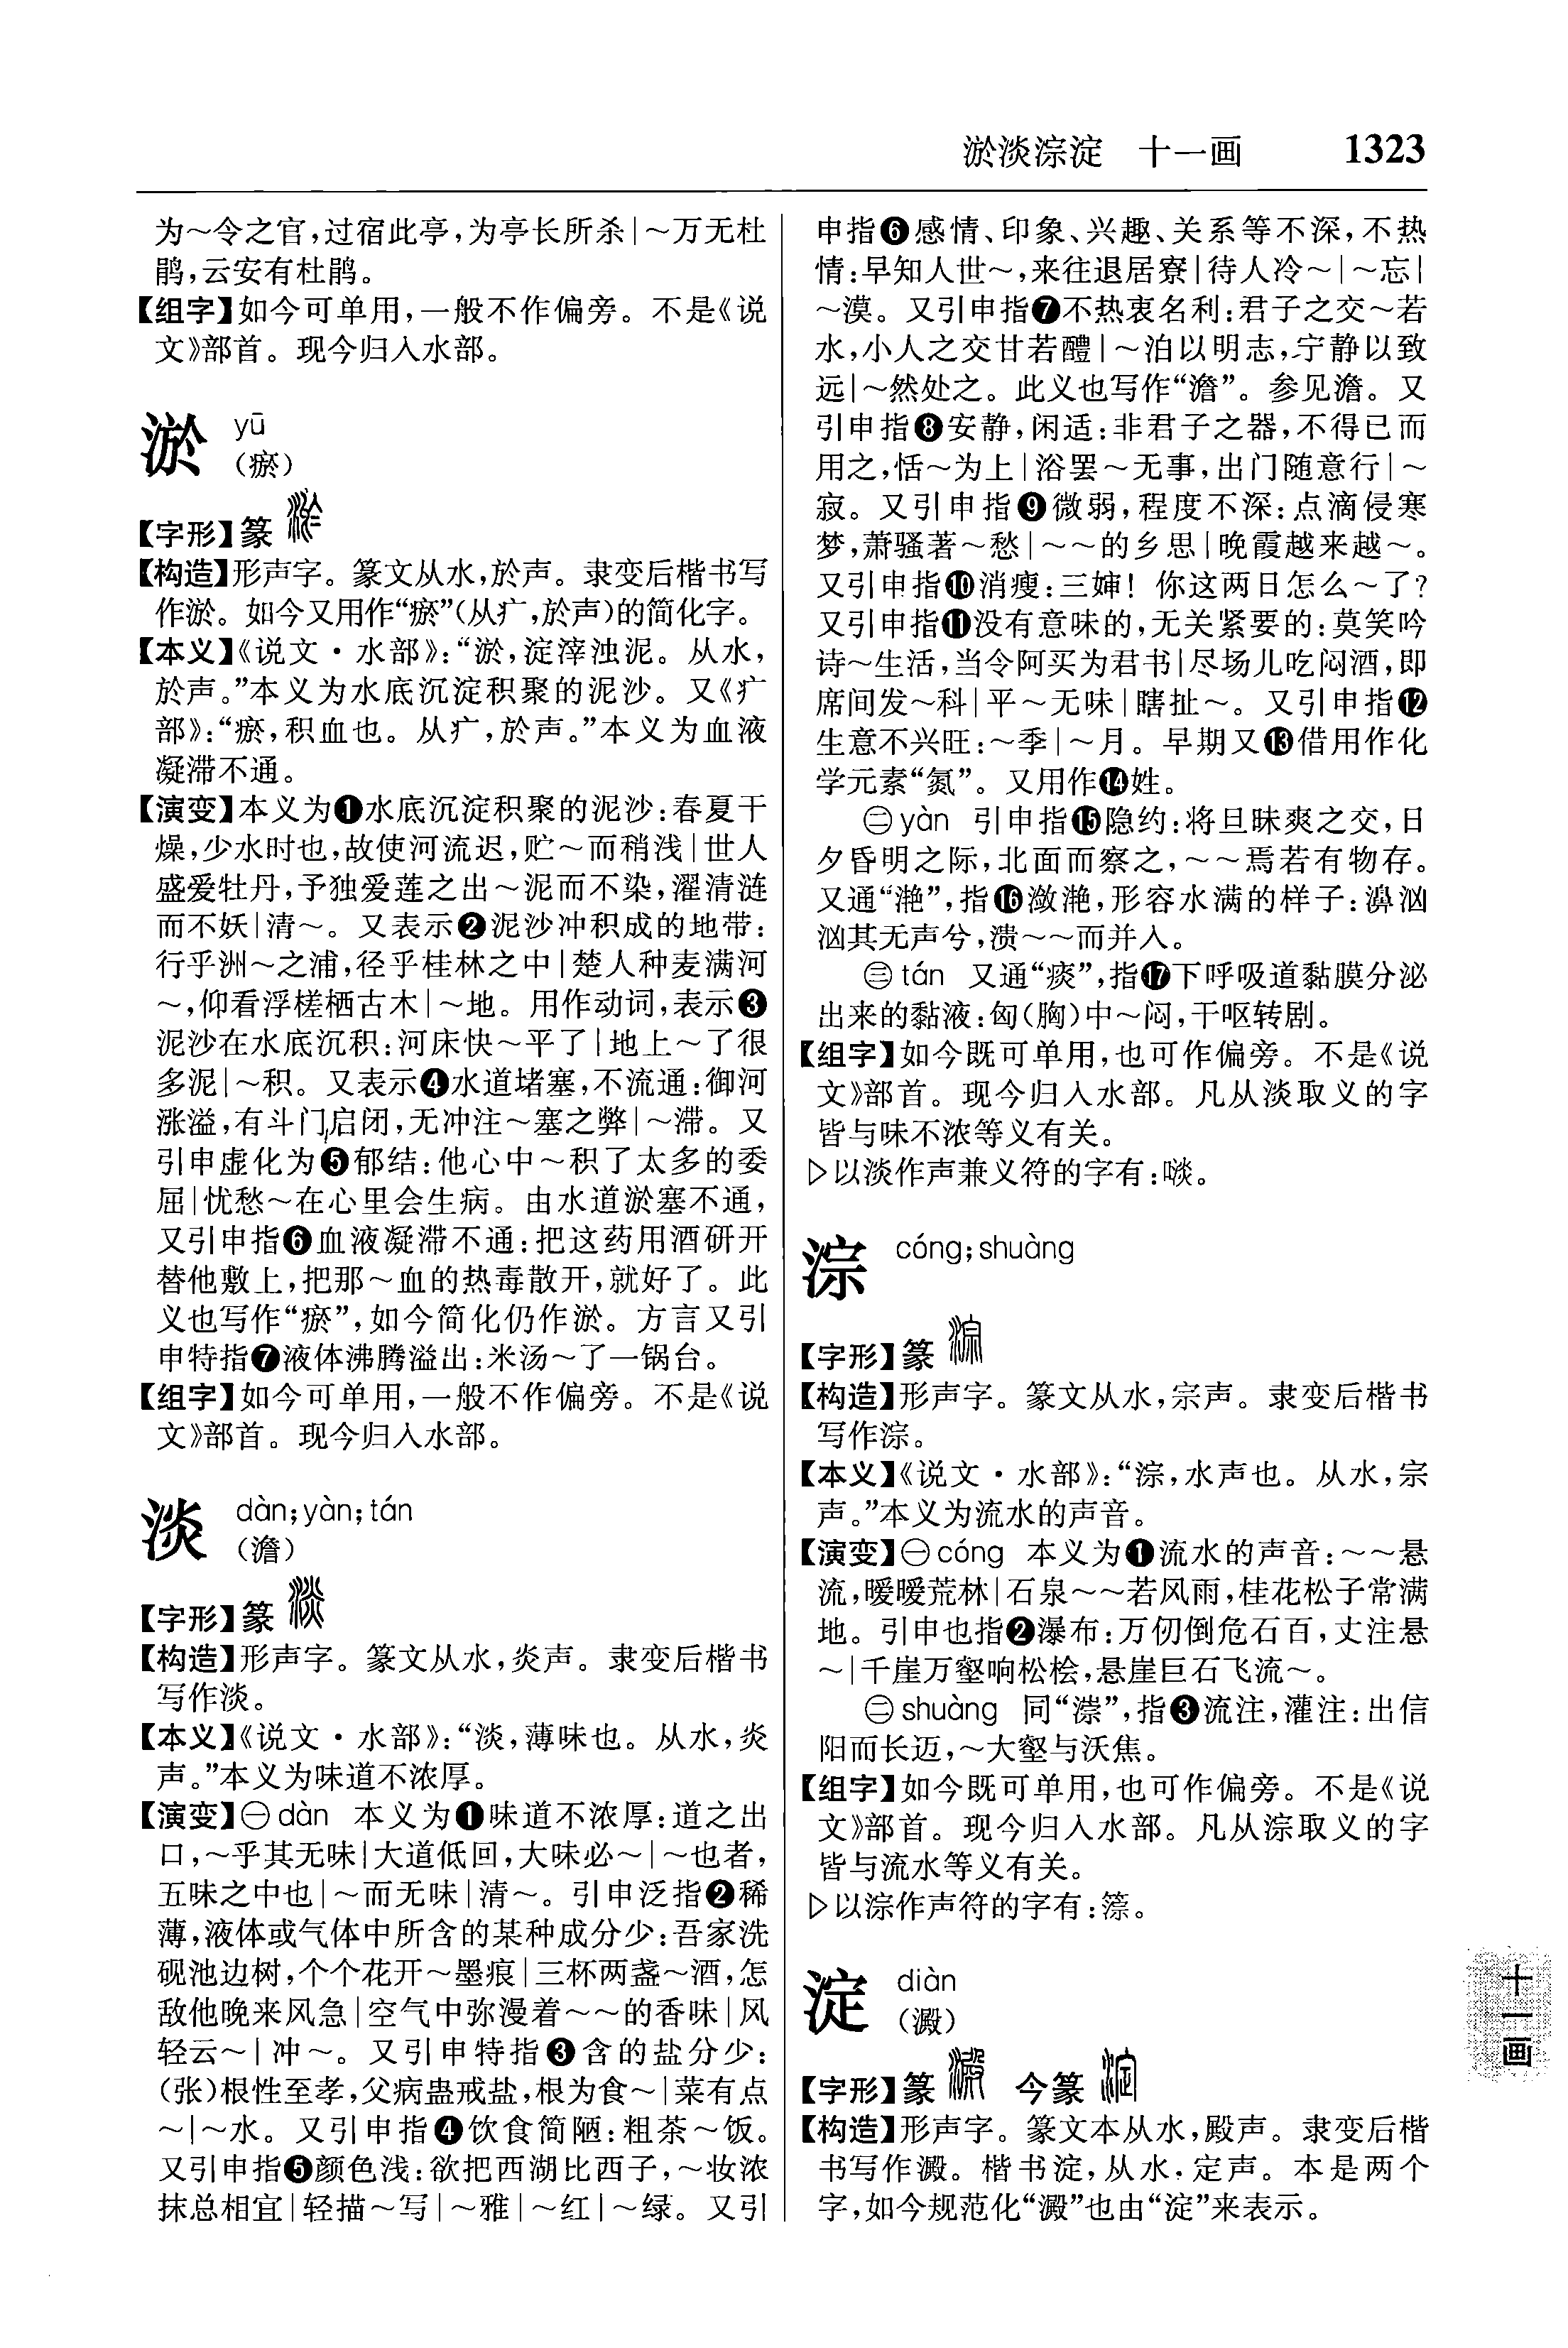 淤淡淙淀　十一画　1323
为～令之官,过宿此亭,为亭长所杀|～万无杜
鹃,云安有杜鹃。
【组字】如今可单用,一般不作偏旁。不是《说
文》部首。现今归入水部。
淤 yū
(瘀)
【字形】篆
【构造】形声字。篆文从水,於声。隶变后楷书写
作淤。如今又用作“瘀”(从疒,於声)的简化字。
【本义】《说文·水部》:“淤,淀滓浊泥。从水,
於声。”本义为水底沉淀积聚的泥沙。又《疒
部》:“瘀,积血也。从疒,於声。”本义为血液
凝滞不通。
【演变】本义为❶水底沉淀积聚的泥沙:春夏干
燥,少水时也,故使河流迟,贮～而稍浅|世人
盛爱牡丹,予独爱莲之出～泥而不染,濯清涟
而不妖|清～。又表示❷泥沙冲积成的地带:
行乎洲～之浦,径乎桂林之中|楚人种麦满河
～,仰看浮槎栖古木|～地。用作动词,表示❸
泥沙在水底沉积:河床快～平了|地上～了很
多泥|～积。又表示❹水道堵塞,不流通:御河
涨溢,有斗门启闭,无冲注～塞之弊|～滞。又
引申虚化为❺郁结:他心中～积了太多的委
屈|忧愁～在心里会生病。由水道淤塞不通,
又引申指❻血液凝滞不通:把这药用酒研开
替他敷上,把那～血的热毒散开,就好了。此
义也写作“瘀”,如今简化仍作淤。方言又引
申特指❼液体沸腾溢出:米汤～了一锅台。
【组字】如今可单用,一般不作偏旁。不是《说
文》部首。现今归入水部。
淡 dàn;yàn;tán
(澹)
【字形】篆
【构造】形声字。篆文从水,炎声。隶变后楷书
写作淡。
【本义】《说文·水部》:“淡,薄味也。从水,炎
声。”本义为味道不浓厚。
【演变】㊀dàn 本义为❶味道不浓厚:道之出
口,～乎其无味|大道低回,大味必～|～也者,
五味之中也|～而无味|清～。引申泛指❷稀
薄,液体或气体中所含的某种成分少:吾家洗
砚池边树,个个花开～墨痕|三杯两盏～酒,怎
敌他晚来风急|空气中弥漫着～～的香味|风
轻云～|冲～。又引申特指❸含的盐分少:
(张)根性至孝,父病蛊戒盐,根为食～|菜有点
～|～水。又引申指❹饮食简陋:粗茶～饭。
又引申指❺颜色浅:欲把西湖比西子,～妆浓
抹总相宜|轻描～写|～雅|～红|～绿。又引
申指❻感情、印象、兴趣、关系等不深,不热
情:早知人世～,来往退居寮|待人冷～|～忘|
～漠。又引申指❼不热衷名利:君子之交～若
水,小人之交甘若醴|～泊以明志,宁静以致
远|～然处之。此义也写作“澹”。参见澹。又
引申指❽安静,闲适:非君子之器,不得已而
用之,恬～为上|浴罢～无事,出门随意行|～
寂。又引申指❾微弱,程度不深:点滴侵寒
梦,萧骚著～愁|～～的乡思|晚霞越来越～。
又引申指❿消瘦:三婶! 你这两日怎么～了?
又引申指⓫没有意味的,无关紧要的:莫笑吟
诗～生活,当令阿买为君书|尽场儿吃闷酒,即
席间发～科|平～无味|瞎扯～。又引申指⓬
生意不兴旺:～季|～月。早期又⓭借用作化
学元素“氮”。又用作⓮姓。
㊁yàn 引申指⓯隐约:将旦昧爽之交,日
夕昏明之际,北面而察之,～～焉若有物存。
又通“滟”,指⓰潋滟,形容水满的样子:濞汹
汹其无声兮,溃～～而并入。
㊂tán 又通“痰”,指⓱下呼吸道黏膜分泌
出来的黏液:匈(胸)中～闷,干呕转剧。
【组字】如今既可单用,也可作偏旁。不是《说
文》部首。现今归入水部。凡从淡取义的字
皆与味不浓等义有关。
▷以淡作声兼义符的字有:啖。
淙 cóng;shuàng
【字形】篆
【构造】形声字。篆文从水,宗声。隶变后楷书
写作淙。
【本义】《说文·水部》:“淙,水声也。从水,宗
声。”本义为流水的声音。
【演变】㊀cóng 本义为❶流水的声音:～～悬
流,暧暧荒林|石泉～～若风雨,桂花松子常满
地。引申也指❷瀑布:万仞倒危石百,丈注悬
～|千崖万壑响松桧,悬崖巨石飞流～。
㊁shuàng 同“漴”,指❸流注,灌注:出信
阳而长迈,～大壑与沃焦。
【组字】如今既可单用,也可作偏旁。不是《说
文》部首。现今归入水部。凡从淙取义的字
皆与流水等义有关。
▷以淙作声符的字有:。
淀 diàn
(澱)
【字形】篆　今篆
【构造】形声字。篆文本从水,殿声。隶变后楷
书写作澱。楷书淀,从水,定声。本是两个
字,如今规范化“澱”也由“淀”来表示。
十一画